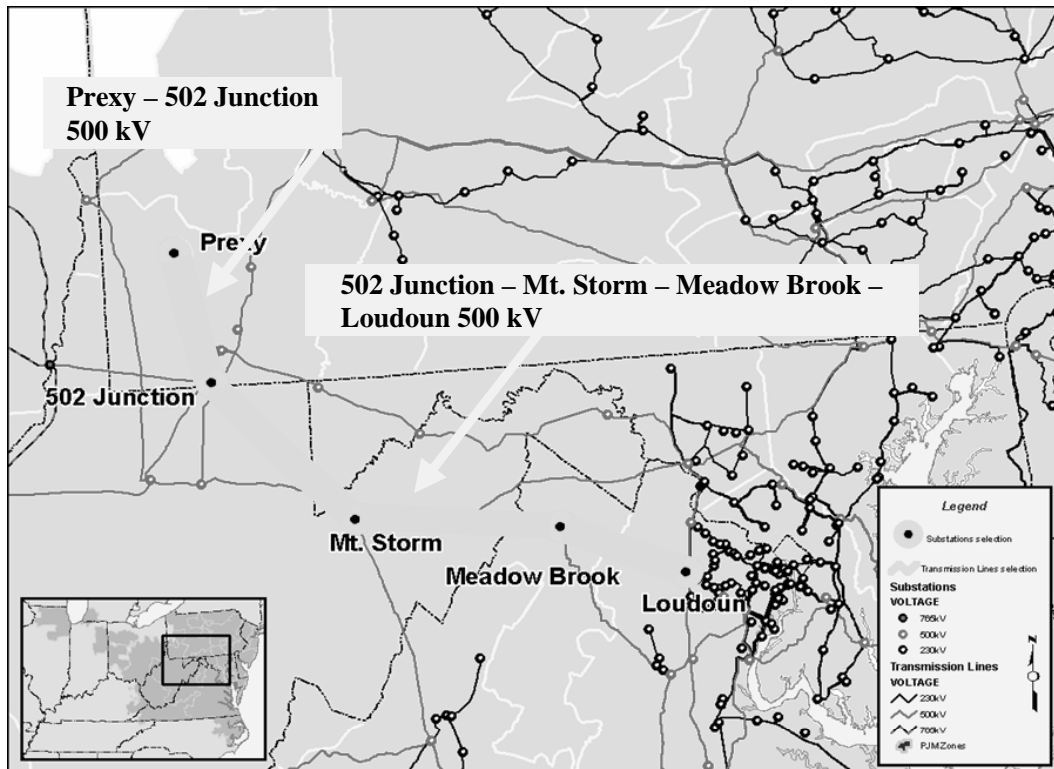 Prexy – 502 Junction
500 kV
Prexy
502 Junction – Mt. Storm – Meadow Brook –
Loudoun 500 kV
502 Junction
Mt. Storm
Meadow Brook
Loudoun
Legend
Substations selection
Transmission Lines selection
Substations
VOLTAGE
765kV
500kV
230kV
Transmission Lines
VOLTAGE
230kV
500kV
765kV
PJM Zones
N